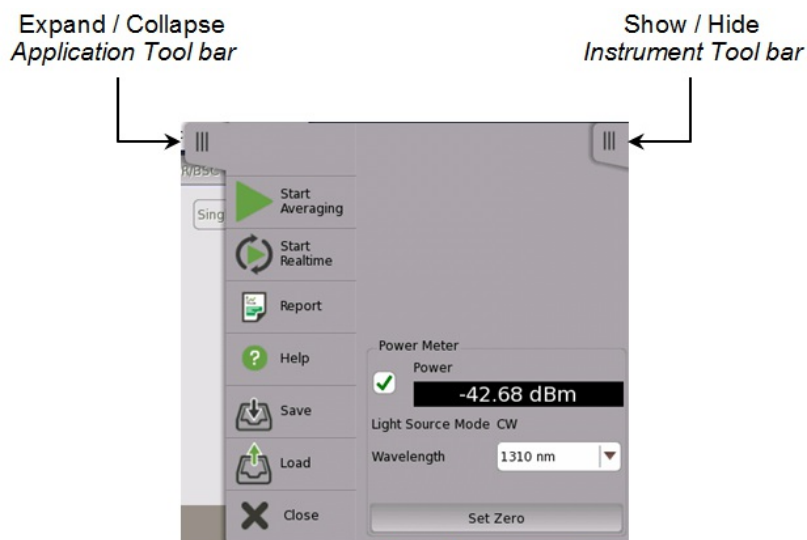 Expand / Collapse
Application Tool bar
Show / Hide
Instrument Tool bar
Sing
Start
Averaging
Start
Realtime
Report
Help
Save
Load
Close
Power Meter
Power
-42.68 dBm
Light Source Mode CW
Wavelength 1310 nm
Set Zero